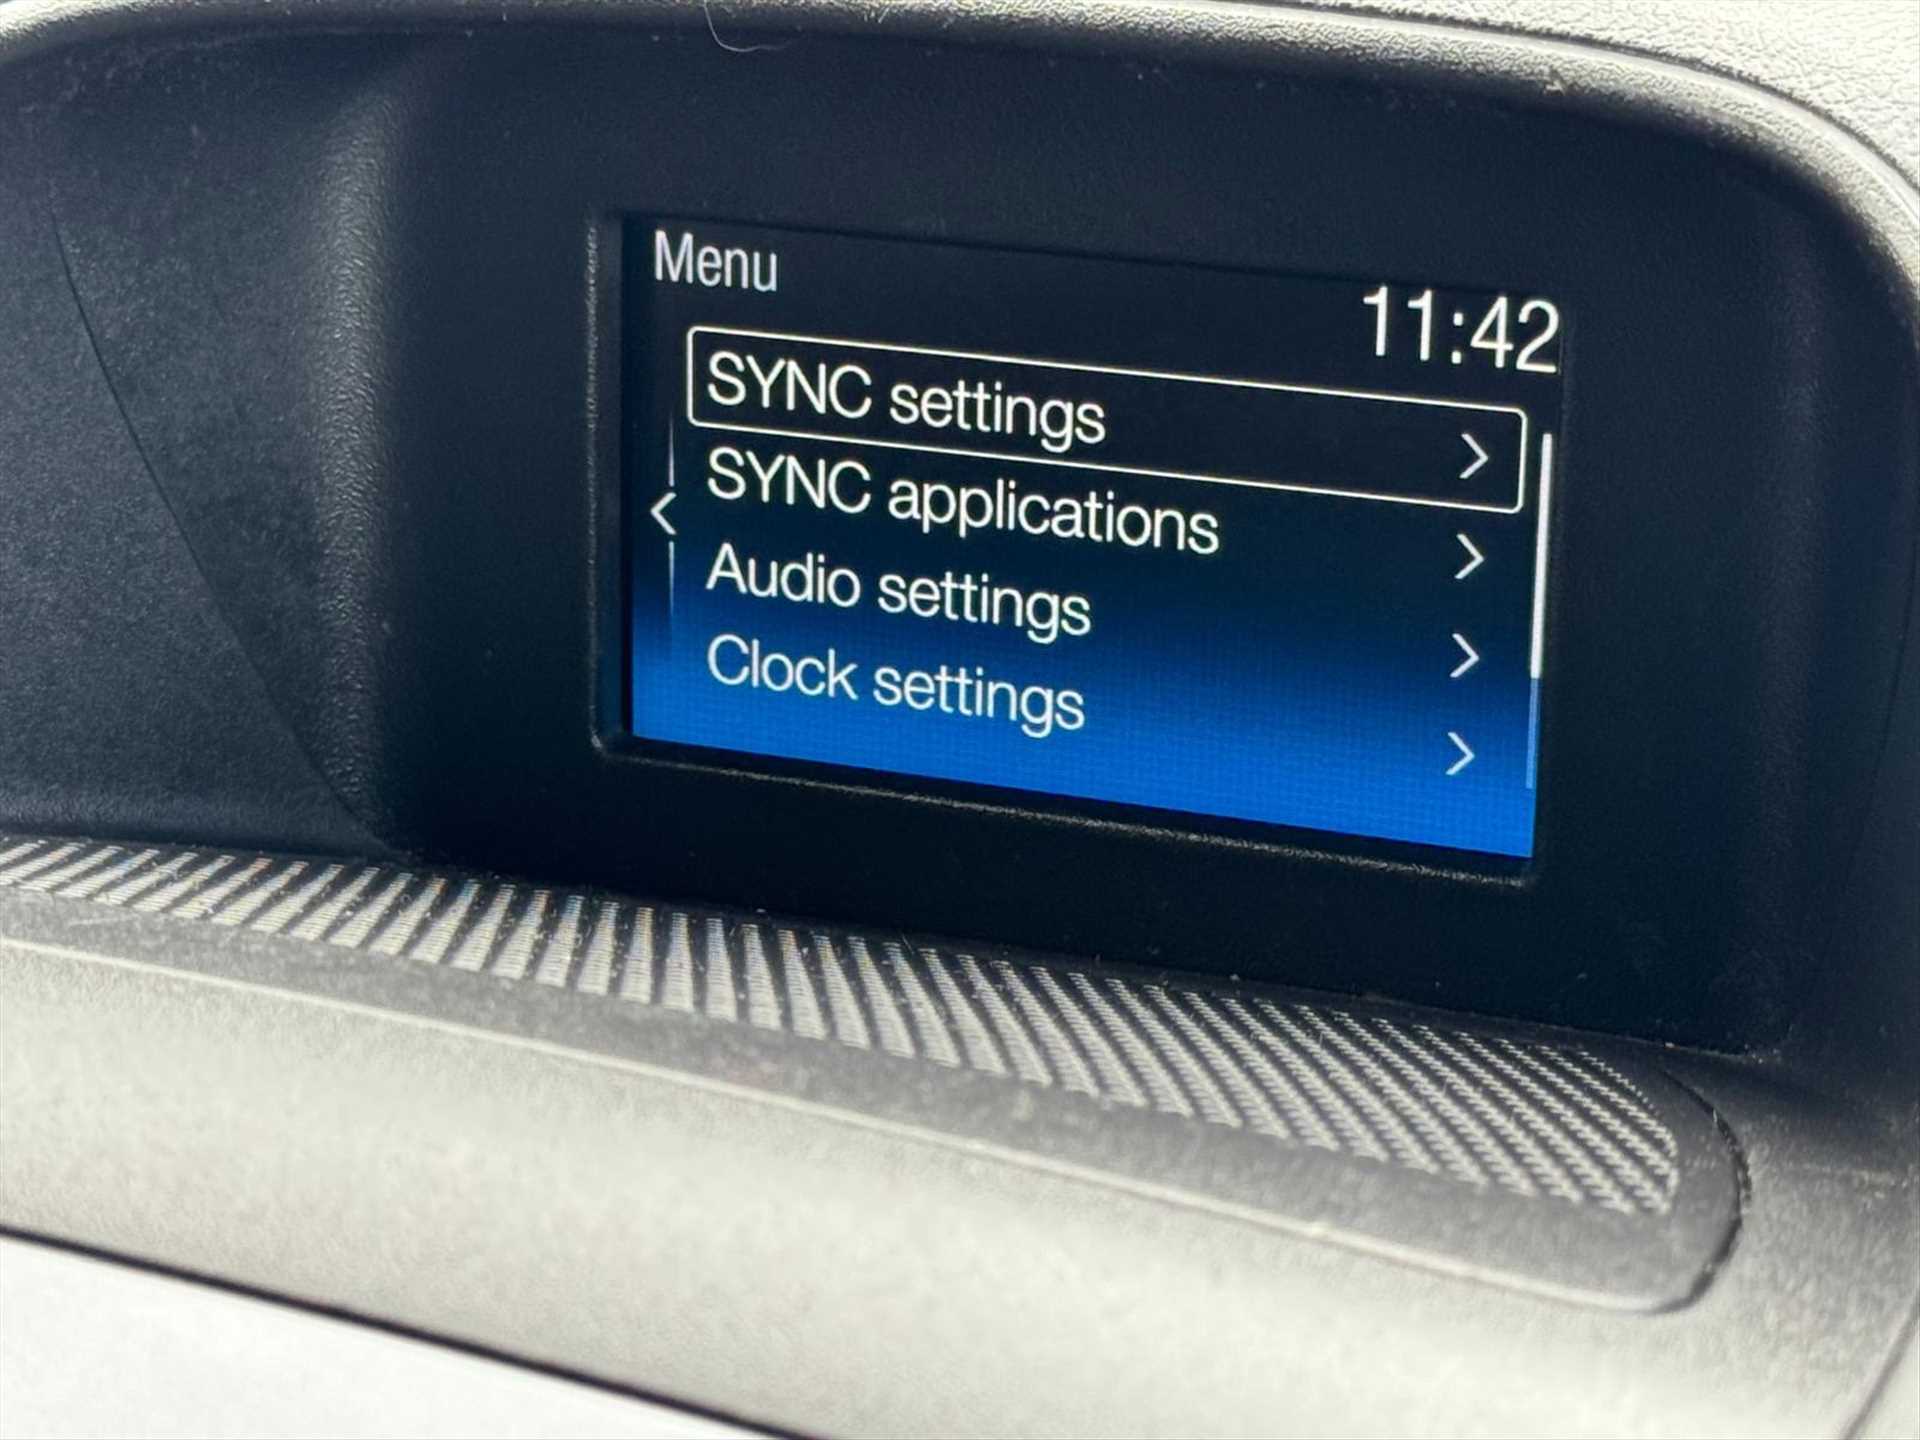 Menu
11:42
SYNC settings
SYNC applications
Audio settings
Clock settings